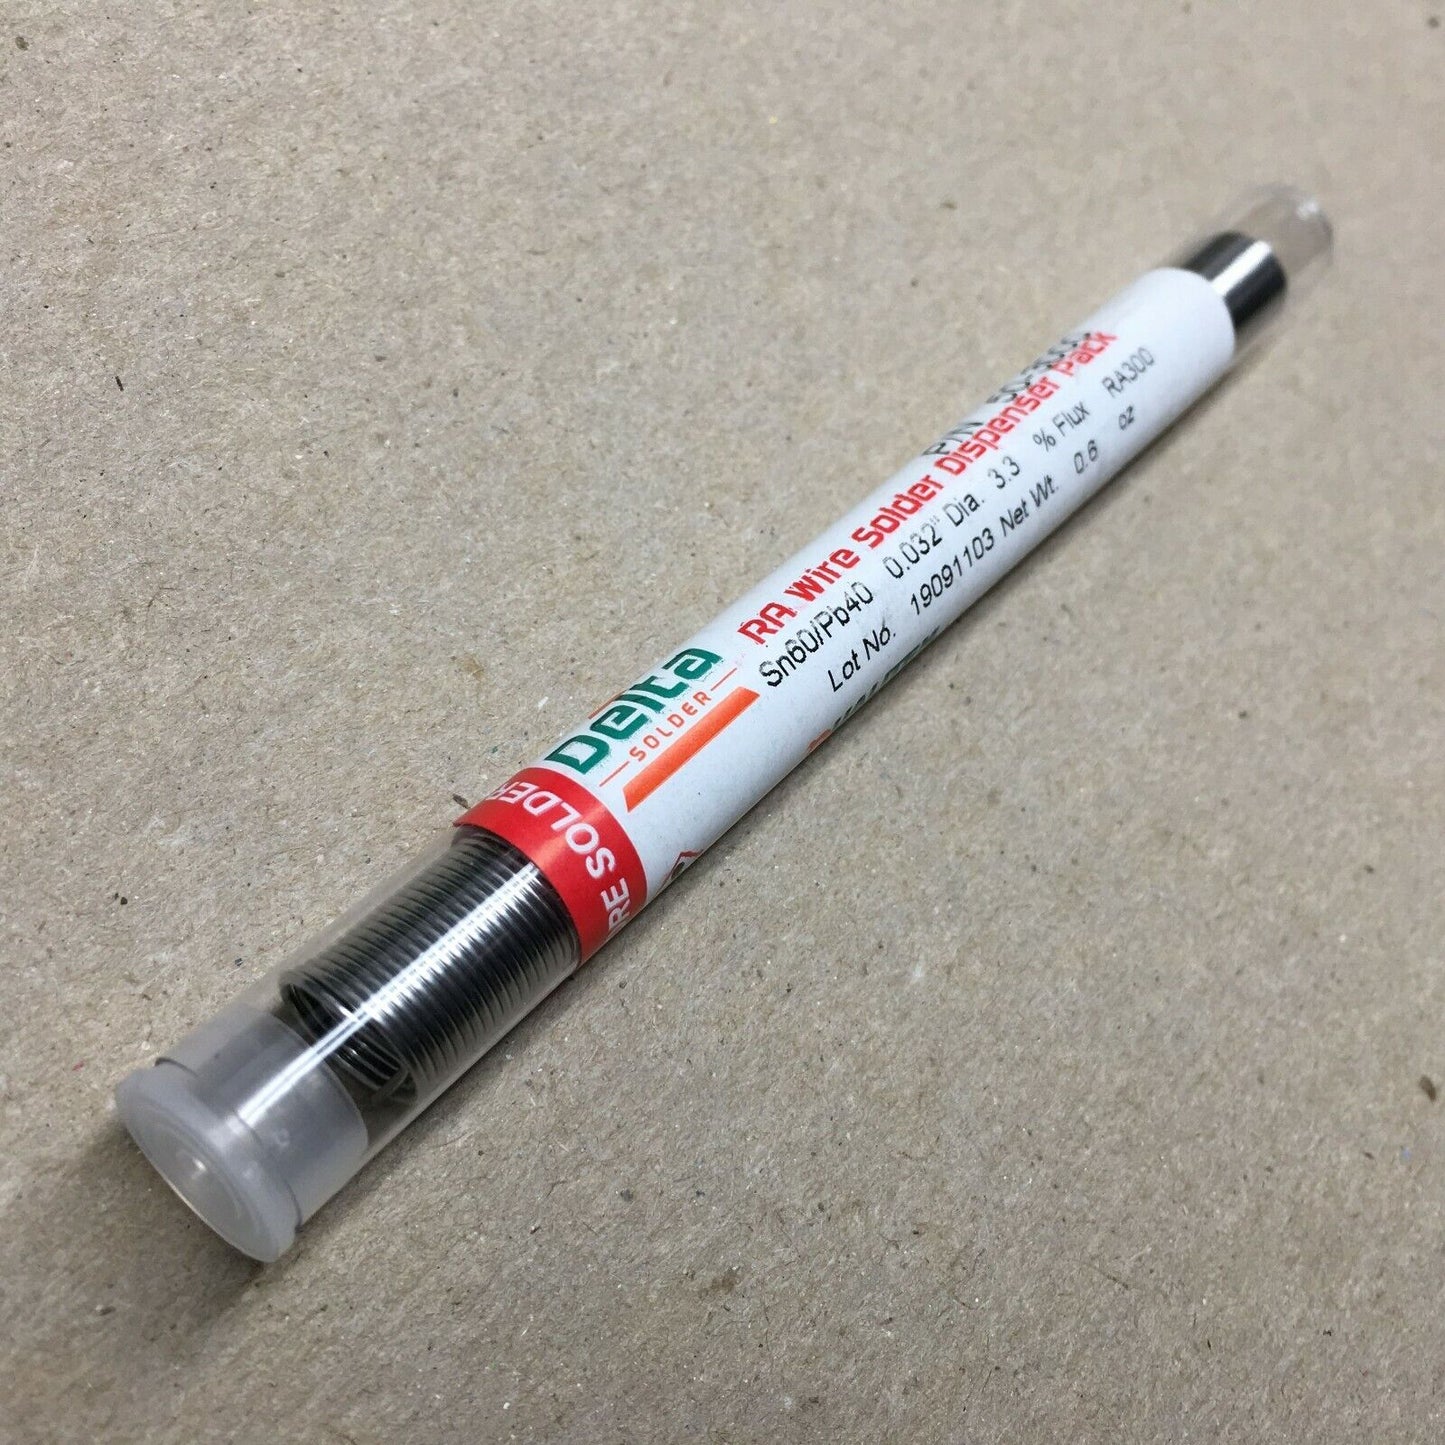 WIRE SOLDER
Delta
SOLDER
P/N
RA Wire Solder Dispenser Pack
Sn60/Pb40 0.032" Dia. 3.3 % Flux RA300
Lot No. 19091103 Net Wt. 0.6 oz